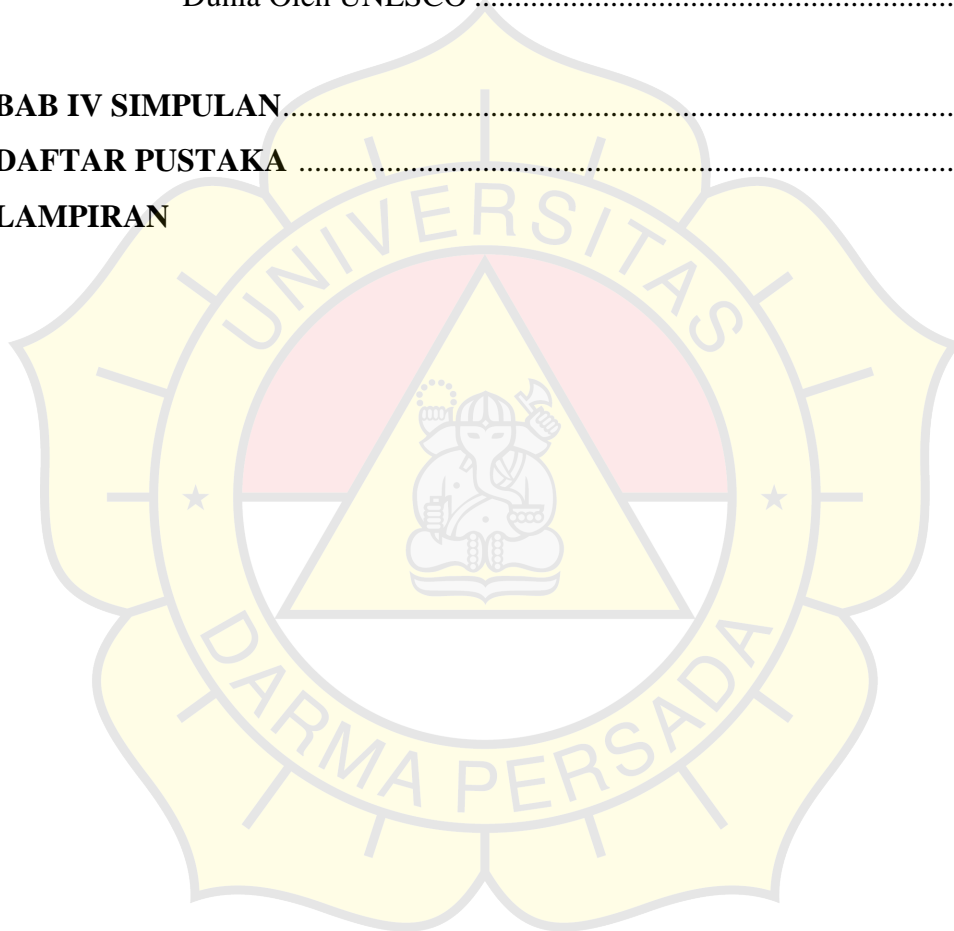 Dunia Oleh UNESCO ........................................................................
BAB IV SIMPULAN..........................................................................................
DAFTAR PUSTAKA ........................................................................................
LAMPIRAN
UNIVERSITAS
DARMA PERSADA